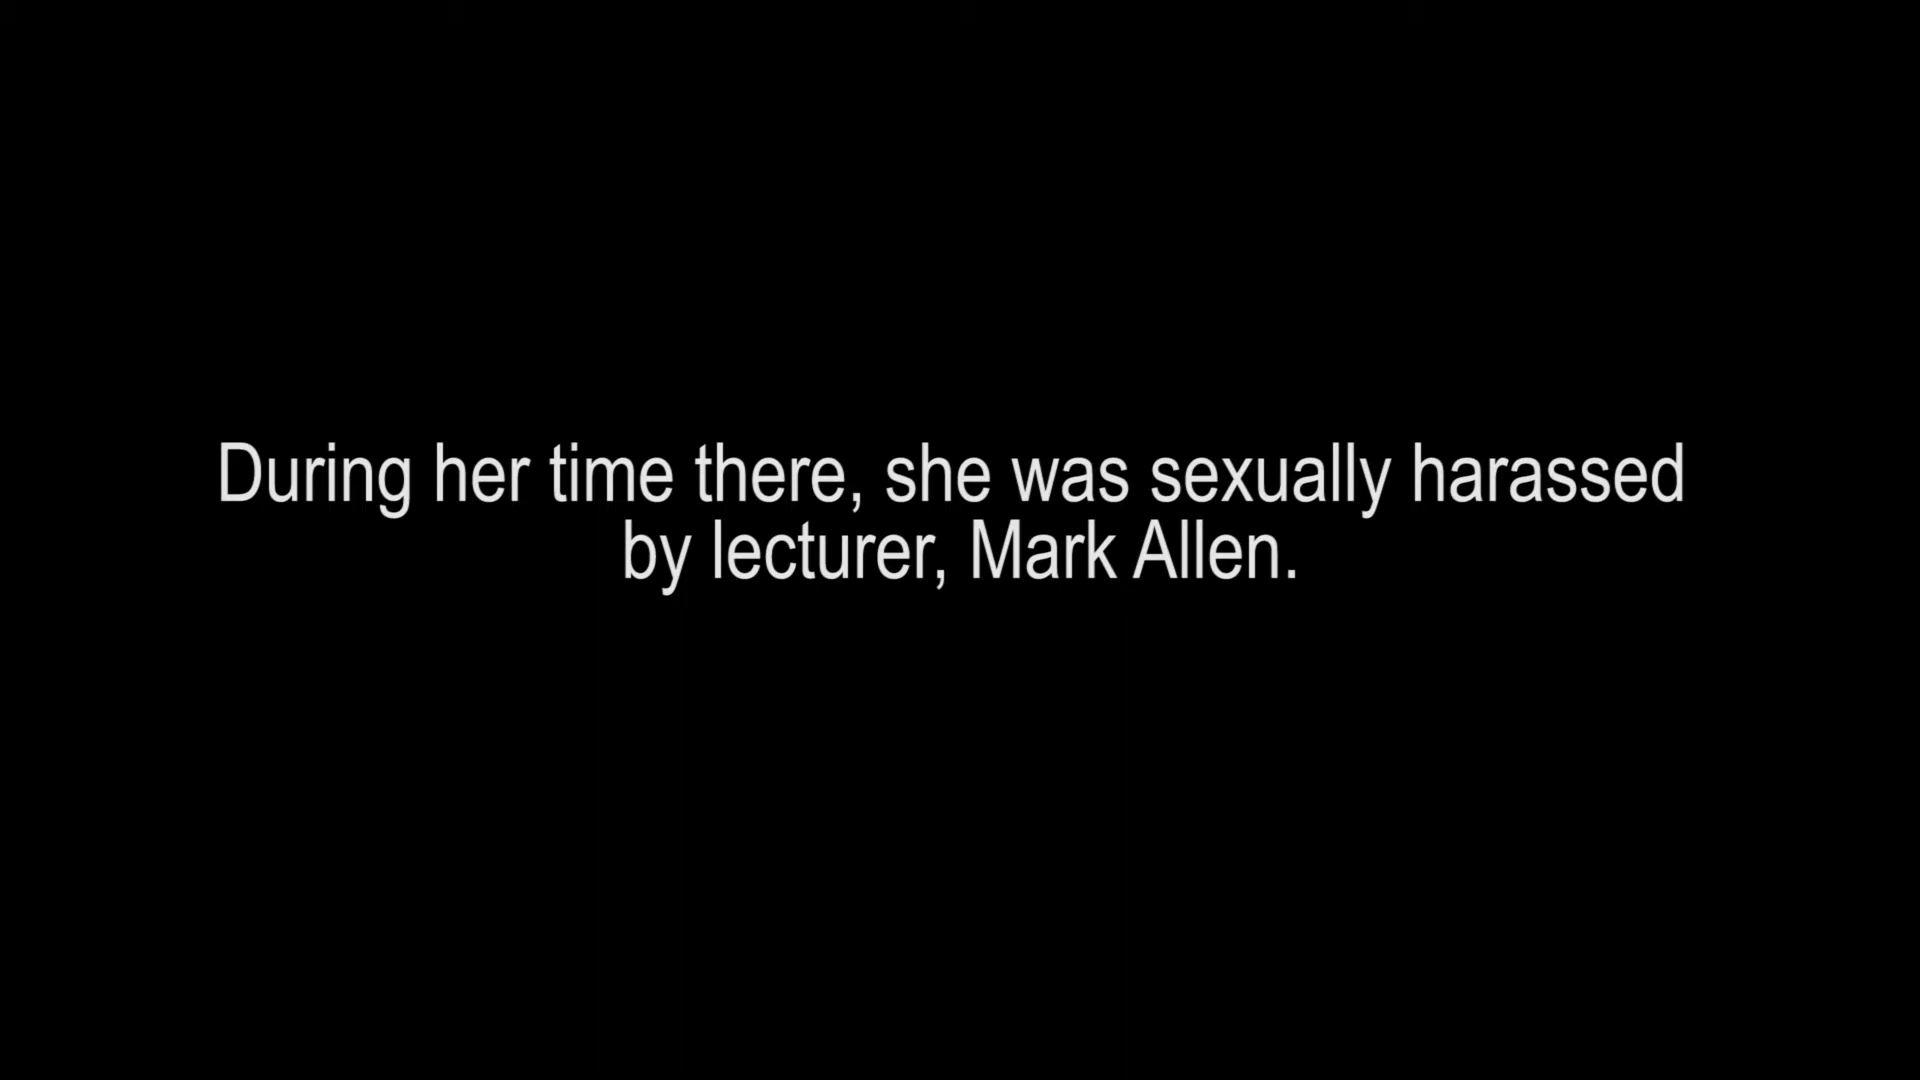 During her time there, she was sexually harassed
by lecturer, Mark Allen.